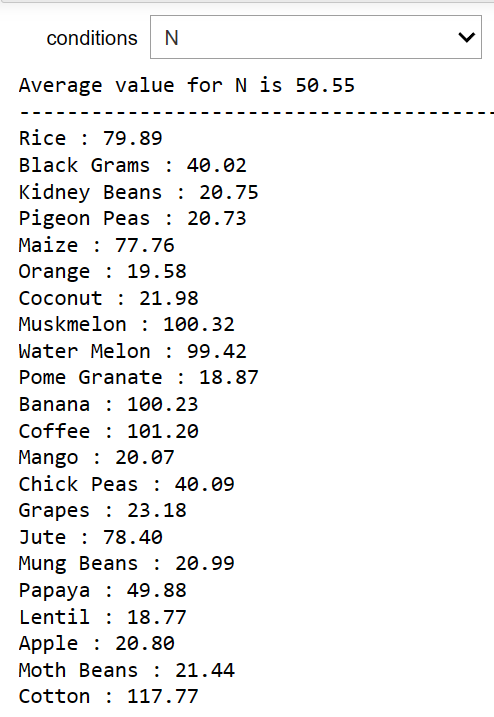 conditions N
Average value for N is 50.55
----------------------------------------
Rice : 79.89
Black Grams : 40.02
Kidney Beans : 20.75
Pigeon Peas : 20.73
Maize : 77.76
Orange : 19.58
Coconut : 21.98
Muskmelon : 100.32
Water Melon : 99.42
Pome Granate : 18.87
Banana : 100.23
Coffee : 101.20
Mango : 20.07
Chick Peas : 40.09
Grapes : 23.18
Jute : 78.40
Mung Beans : 20.99
Papaya : 49.88
Lentil : 18.77
Apple : 20.80
Moth Beans : 21.44
Cotton : 117.77